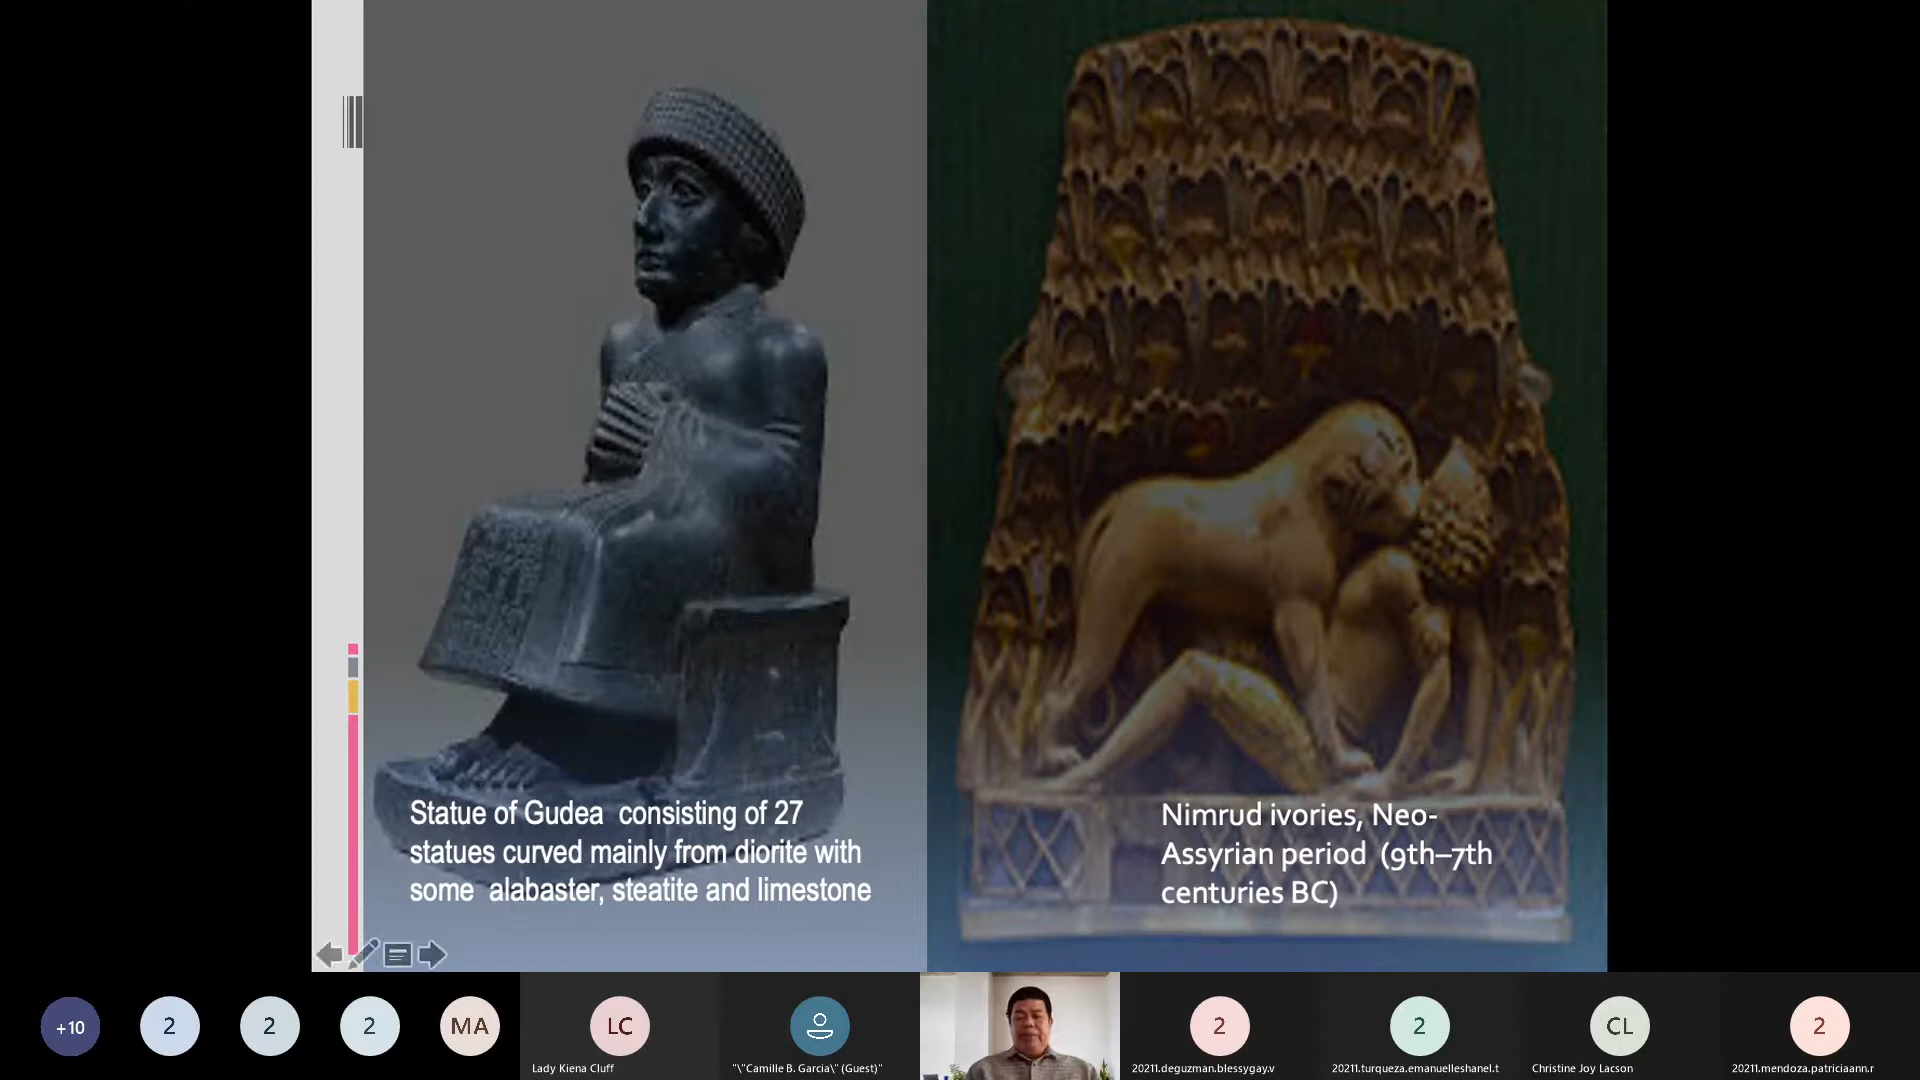 Statue of Gudea  consisting of 27
statues curved mainly from diorite with
some  alabaster, steatite and limestone
Nimrud ivories, Neo-
Assyrian period  (9th–7th
centuries BC)
+10
2
2
2
MA
LC
Lady Kiena Cluff
"\"Camille B. Garcia\" (Guest)"
2
20211.deguzman.blessygay.v
2
20211.turqueza.emanuelleshanel.t
CL
Christine Joy Lacson
2
20211.mendoza.patriciaann.r